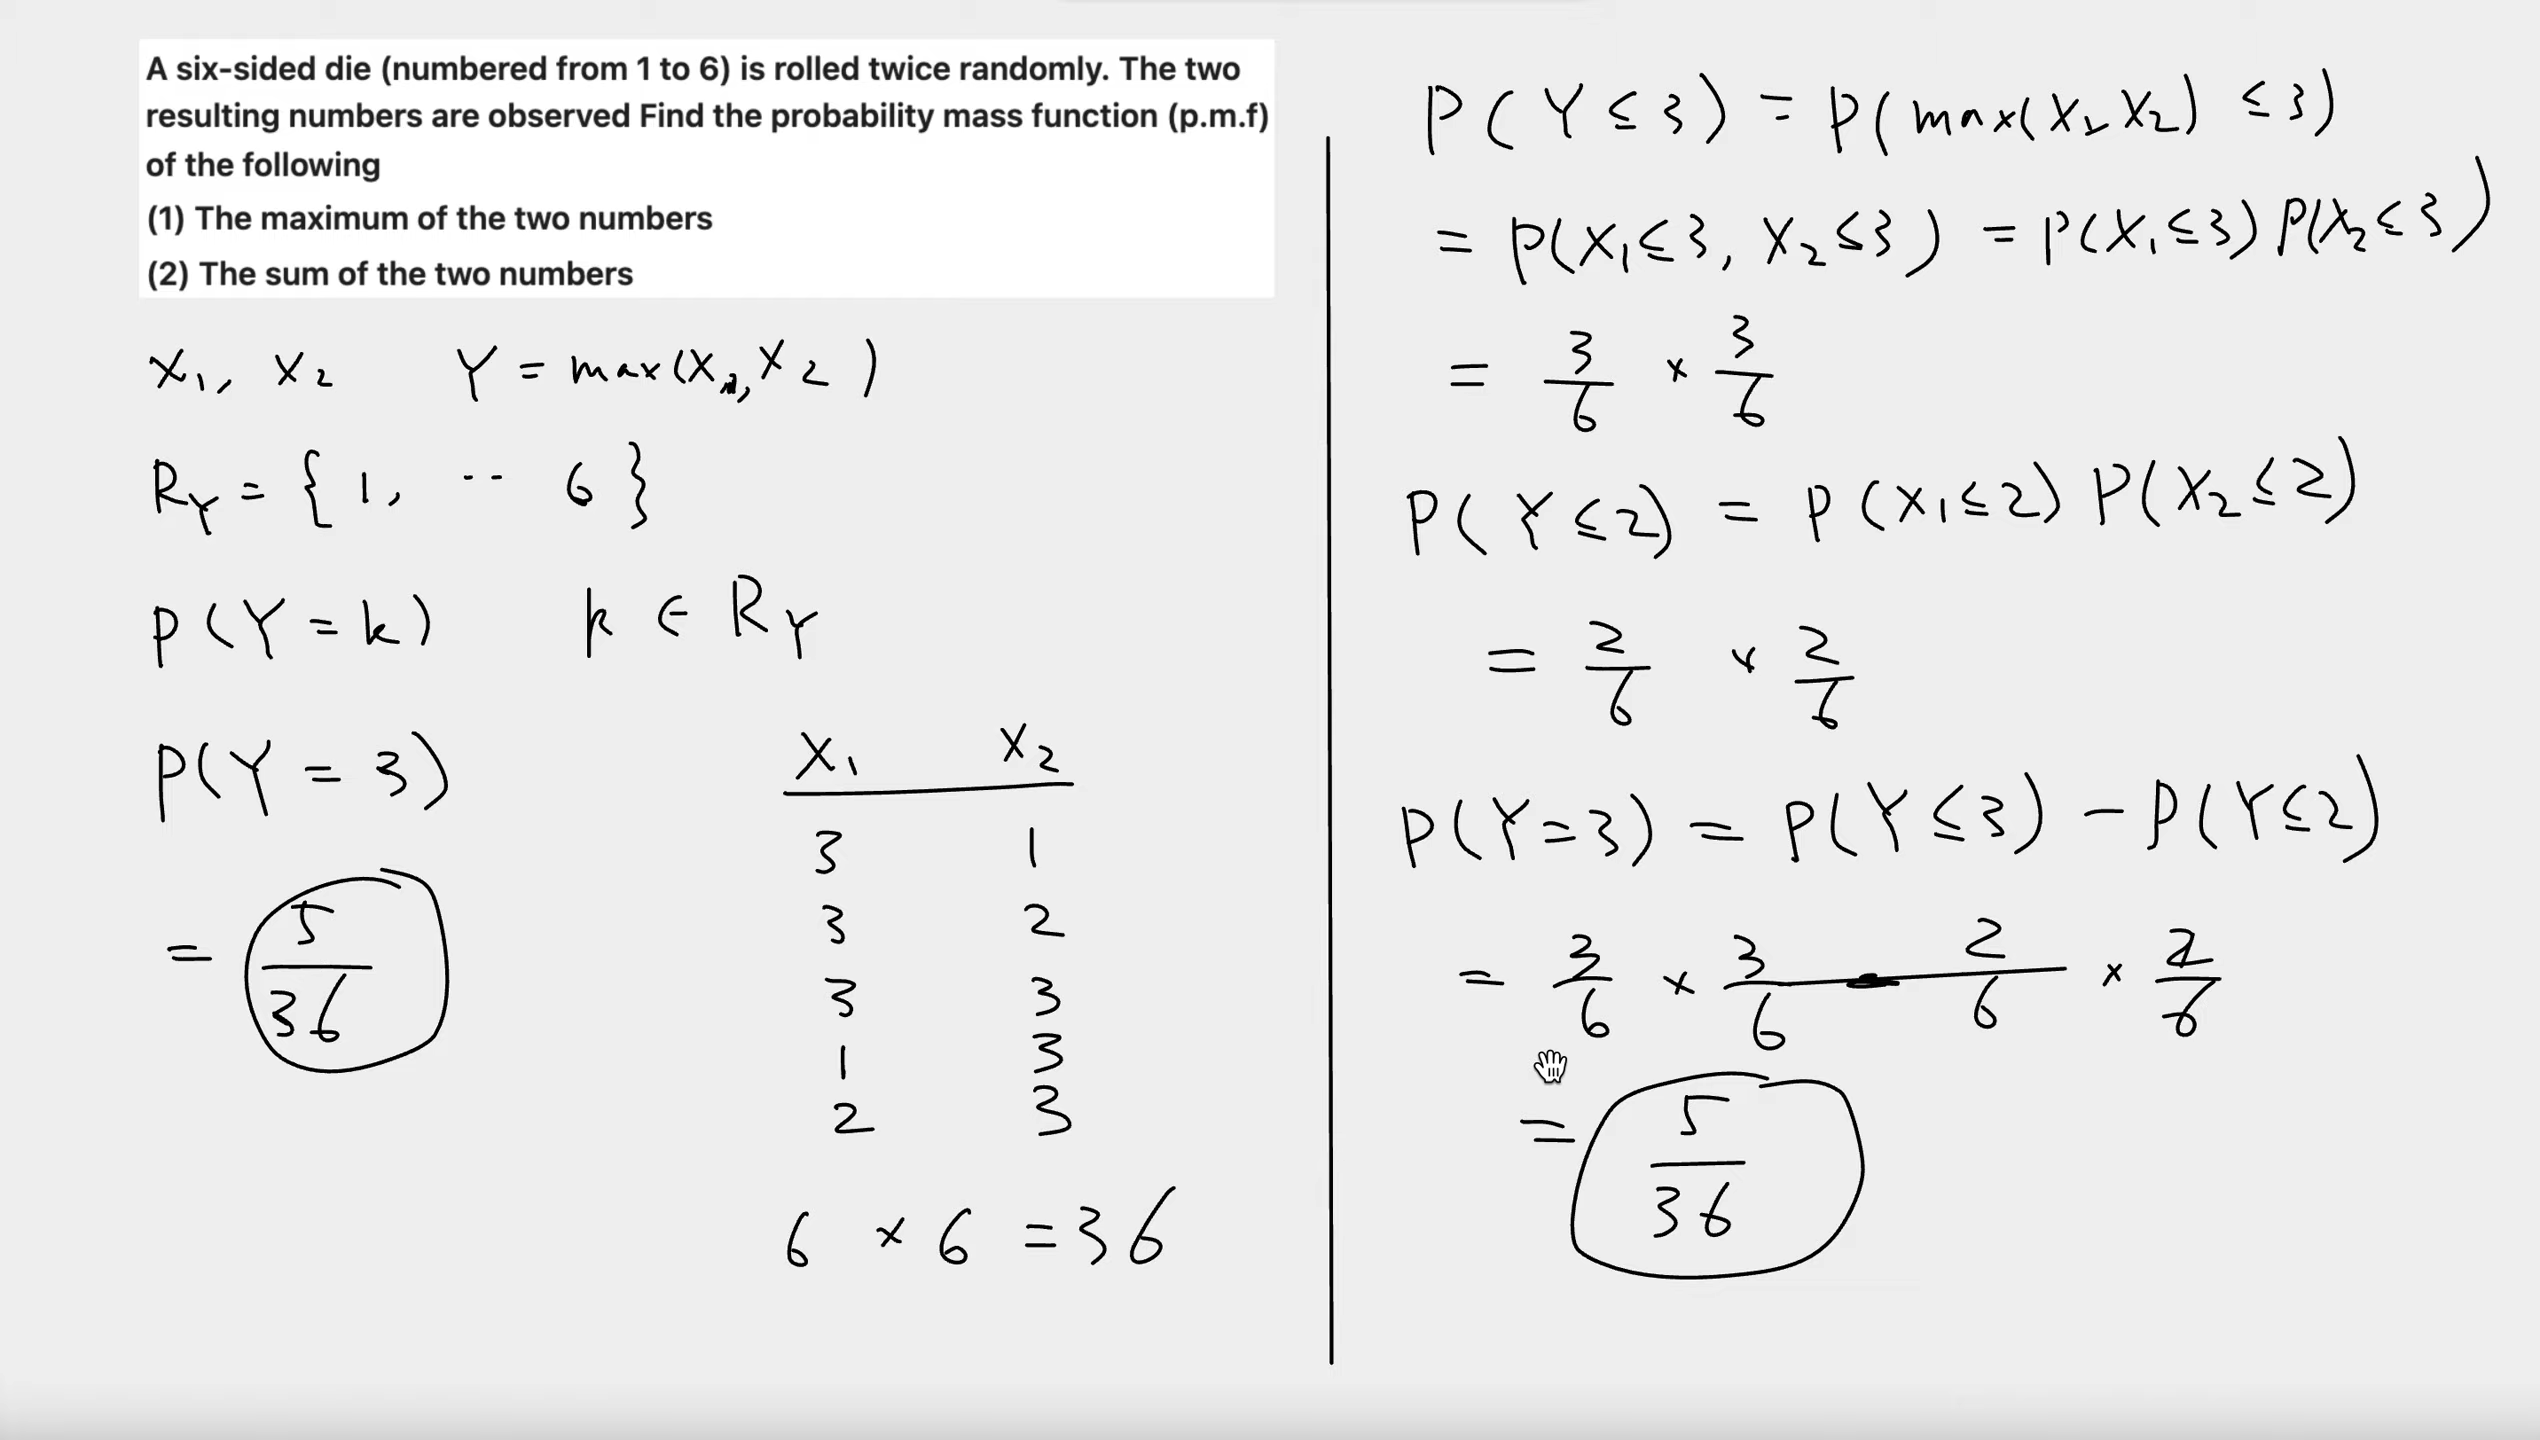 A six-sided die (numbered from 1 to 6) is rolled twice randomly. The two
resulting numbers are observed Find the probability mass function (p.m.f)
of the following
(1) The maximum of the two numbers
(2) The sum of the two numbers
X₁, X₂ Y = max(X₁, X₂)
R_Y = { 1, -- 6 }
P(Y = k) k ∈ R_Y
P(Y = 3)
= 5/36
X₁ X₂
3 1
3 2
3 3
1 3
2 3
6 × 6 = 36
P(Y ≤ 3) = P(max(X₁, X₂) ≤ 3)
= P(X₁ ≤ 3, X₂ ≤ 3) = P(X₁ ≤ 3) P(X₂ ≤ 3)
= 3/6 × 3/6
P(Y ≤ 2) = P(X₁ ≤ 2) P(X₂ ≤ 2)
= 2/6 × 2/6
P(Y = 3) = P(Y ≤ 3) − P(Y ≤ 2)
= 3/6 × 3/6 − 2/6 × 2/6
= 5/36